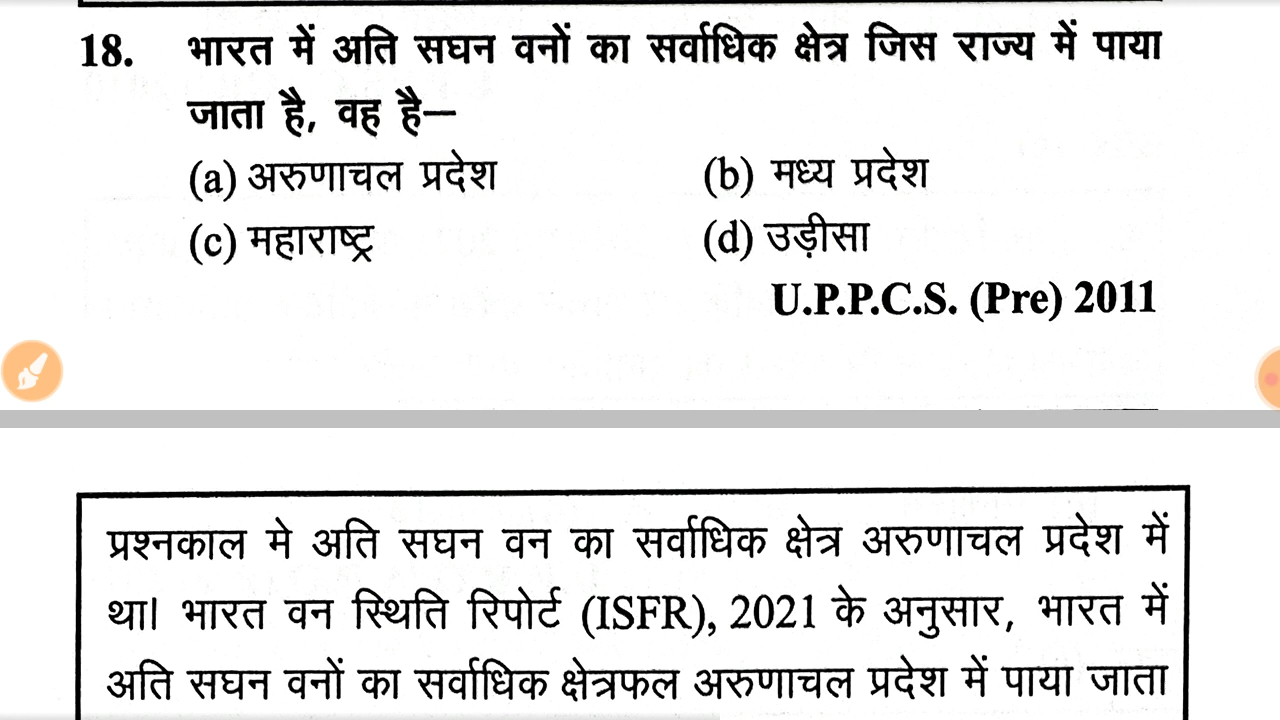 18. भारत में अति सघन वनों का सर्वाधिक क्षेत्र जिस राज्य में पाया
जाता है, वह है–
(a) अरुणाचल प्रदेश (b) मध्य प्रदेश
(c) महाराष्ट्र (d) उड़ीसा
U.P.P.C.S. (Pre) 2011
प्रश्नकाल मे अति सघन वन का सर्वाधिक क्षेत्र अरुणाचल प्रदेश में
था। भारत वन स्थिति रिपोर्ट (ISFR), 2021 के अनुसार, भारत में
अति सघन वनों का सर्वाधिक क्षेत्रफल अरुणाचल प्रदेश में पाया जाता